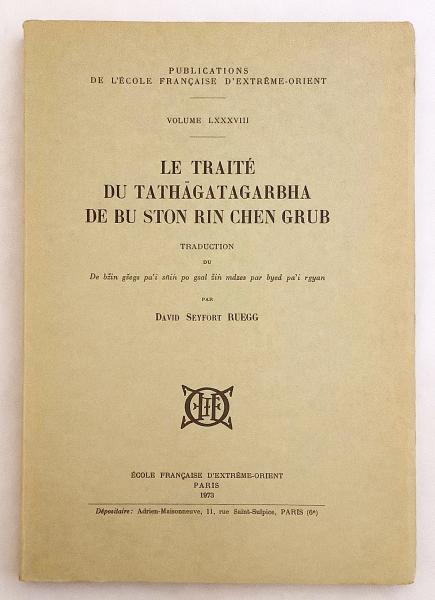 PUBLICATIONS
DE L'ÉCOLE FRANÇAISE D'EXTRÊME-ORIENT
VOLUME LXXXVIII
LE TRAITÉ
DU TATHĀGATAGARBHA
DE BU STON RIN CHEN GRUB
TRADUCTION
DU
De bžin gšegs pa'i sñiṅ po gsal žiṅ mdzes par byed pa'i rgyan
PAR
DAVID SEYFORT RUEGG
ÉCOLE FRANÇAISE D'EXTRÊME-ORIENT
PARIS
1973
Dépositaire: Adrien-Maisonneuve, 11, rue Saint-Sulpice, PARIS (6e)